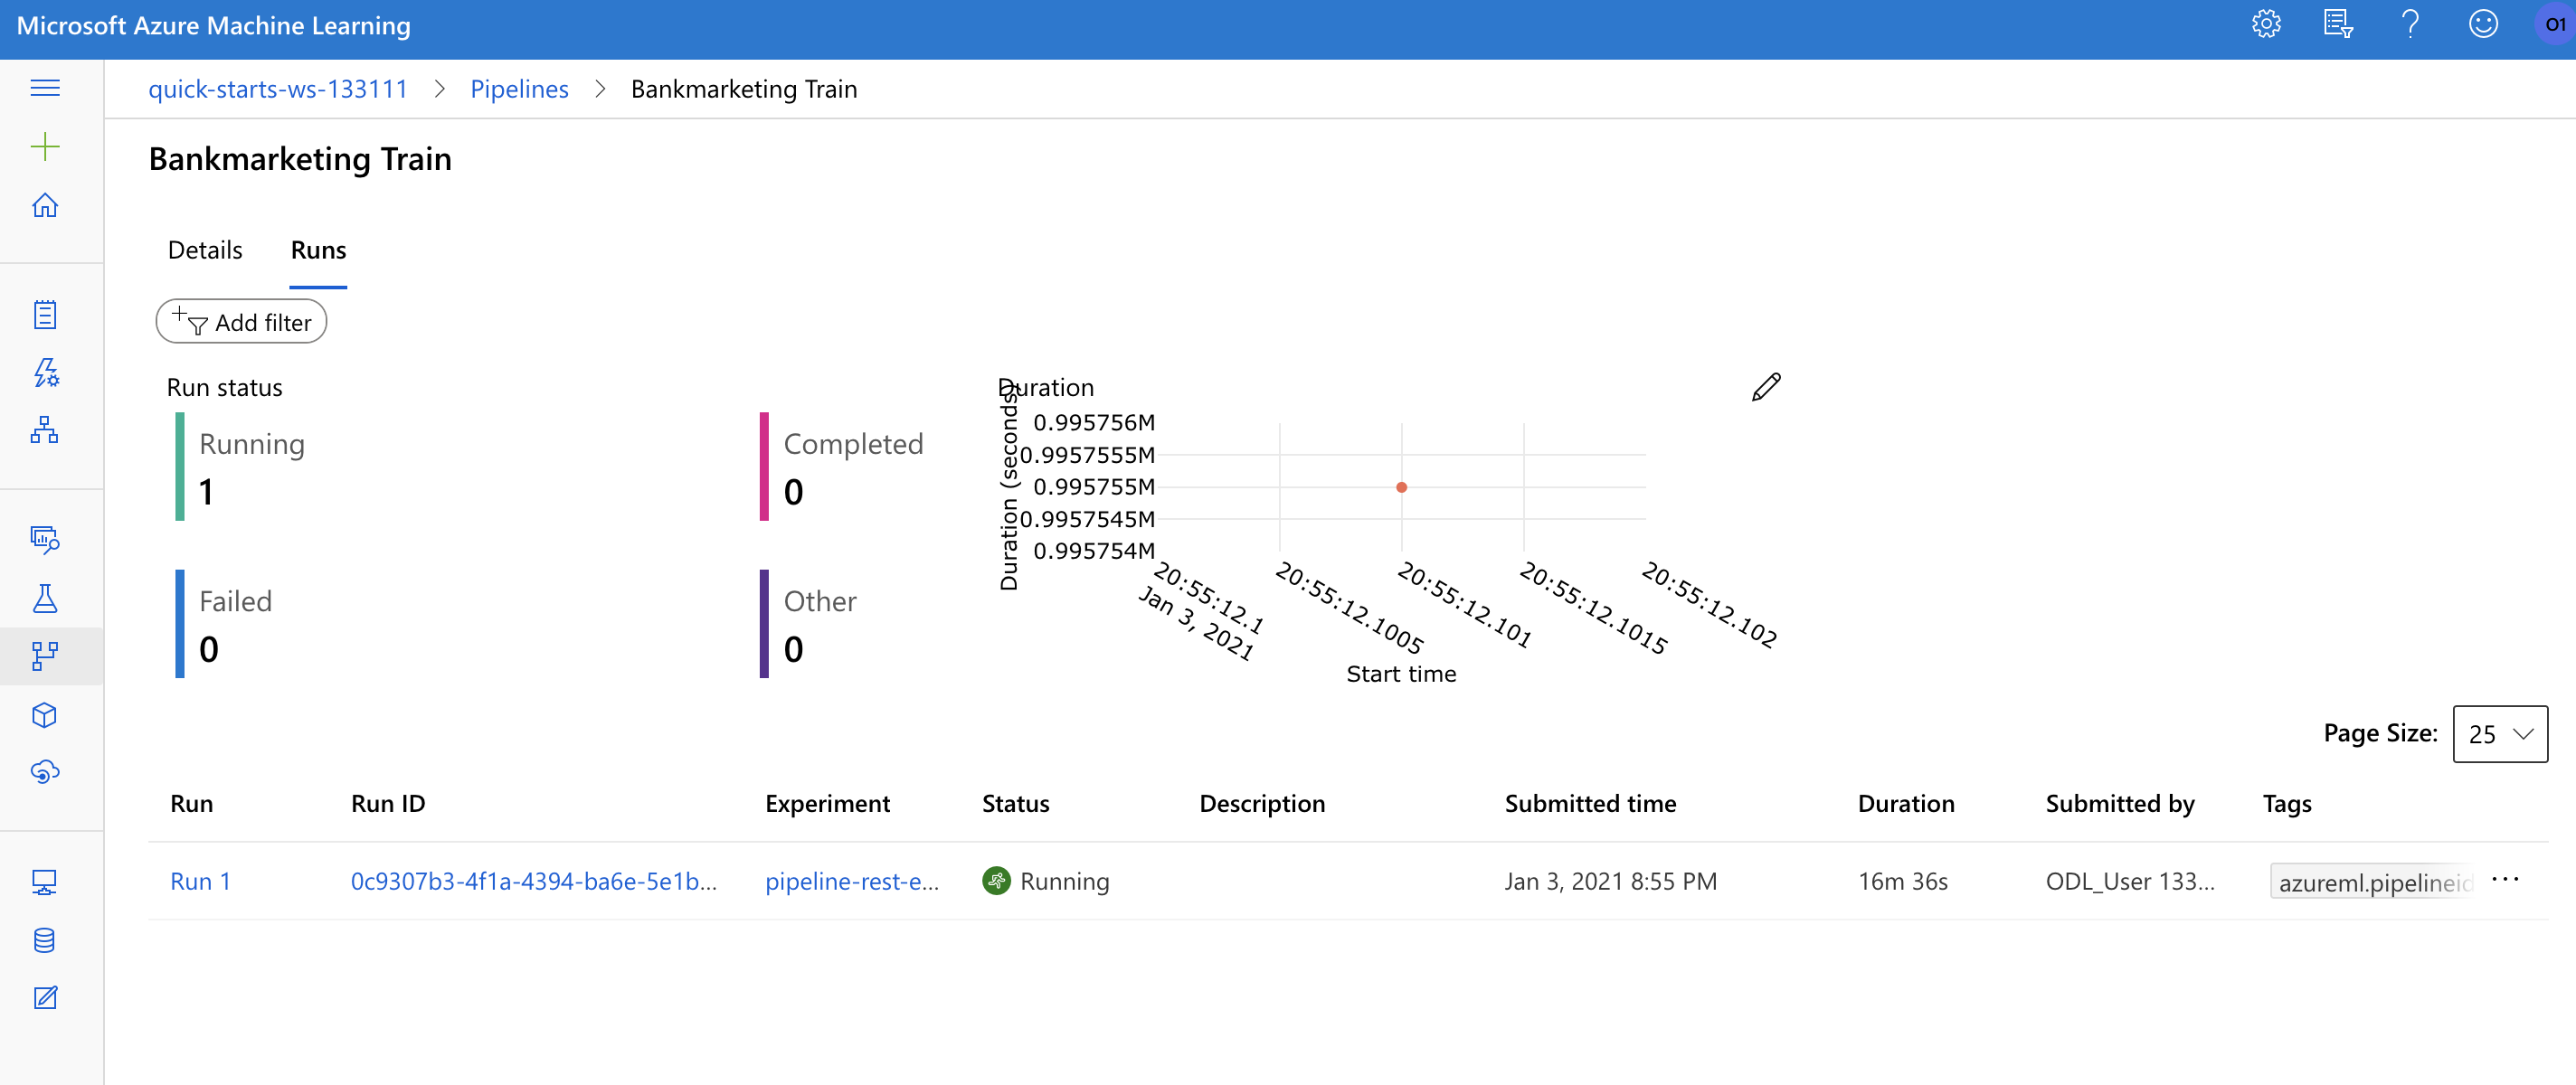 Microsoft Azure Machine Learning
O1
quick-starts-ws-133111 > Pipelines > Bankmarketing Train
Bankmarketing Train
Details Runs
Add filter
Run status
Running
1
Completed
0
Failed
0
Other
0
Duration
Duration (seconds)
0.995756M
0.9957555M
0.995755M
0.9957545M
0.995754M
20:55:12.1
Jan 3, 2021
20:55:12.1005
20:55:12.101
20:55:12.1015
20:55:12.102
Start time
Page Size: 25
Run Run ID Experiment Status Description Submitted time Duration Submitted by Tags
Run 1 0c9307b3-4f1a-4394-ba6e-5e1b... pipeline-rest-e... Running Jan 3, 2021 8:55 PM 16m 36s ODL_User 133... azureml.pipelineid ...